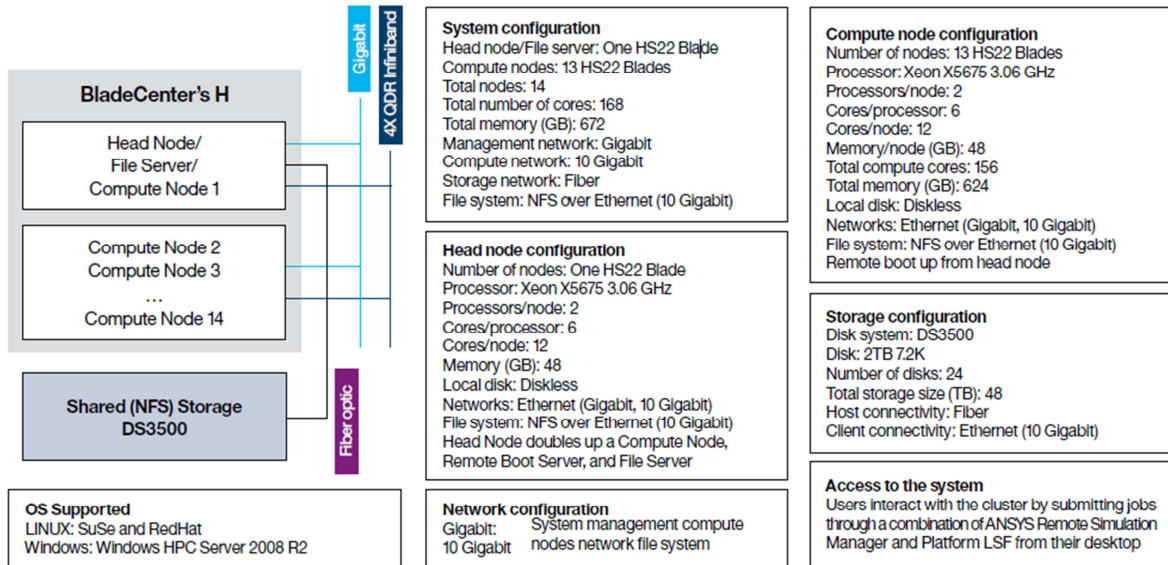 BladeCenter's H
Head Node/
File Server/
Compute Node 1
Compute Node 2
Compute Node 3
...
Compute Node 14
Shared (NFS) Storage
DS3500
Gigabit
4X QDR Infiniband
Fiber optic
OS Supported
LINUX: SuSe and RedHat
Windows: Windows HPC Server 2008 R2
System configuration
Head node/File server: One HS22 Blade
Compute nodes: 13 HS22 Blades
Total nodes: 14
Total number of cores: 168
Total memory (GB): 672
Management network: Gigabit
Compute network: 10 Gigabit
Storage network: Fiber
File system: NFS over Ethernet (10 Gigabit)
Head node configuration
Number of nodes: One HS22 Blade
Processor: Xeon X5675 3.06 GHz
Processors/node: 2
Cores/processor: 6
Cores/node: 12
Memory (GB): 48
Local disk: Diskless
Networks: Ethernet (Gigabit, 10 Gigabit)
File system: NFS over Ethernet (10 Gigabit)
Head Node doubles up a Compute Node,
Remote Boot Server, and File Server
Network configuration
Gigabit: System management compute
10 Gigabit nodes network file system
Compute node configuration
Number of nodes: 13 HS22 Blades
Processor: Xeon X5675 3.06 GHz
Processors/node: 2
Cores/processor: 6
Cores/node: 12
Memory/node (GB): 48
Total compute cores: 156
Total memory (GB): 624
Local disk: Diskless
Networks: Ethernet (Gigabit, 10 Gigabit)
File system: NFS over Ethernet (10 Gigabit)
Remote boot up from head node
Storage configuration
Disk system: DS3500
Disk: 2TB 7.2K
Number of disks: 24
Total storage size (TB): 48
Host connectivity: Fiber
Client connectivity: Ethernet (10 Gigabit)
Access to the system
Users interact with the cluster by submitting jobs
through a combination of ANSYS Remote Simulation
Manager and Platform LSF from their desktop